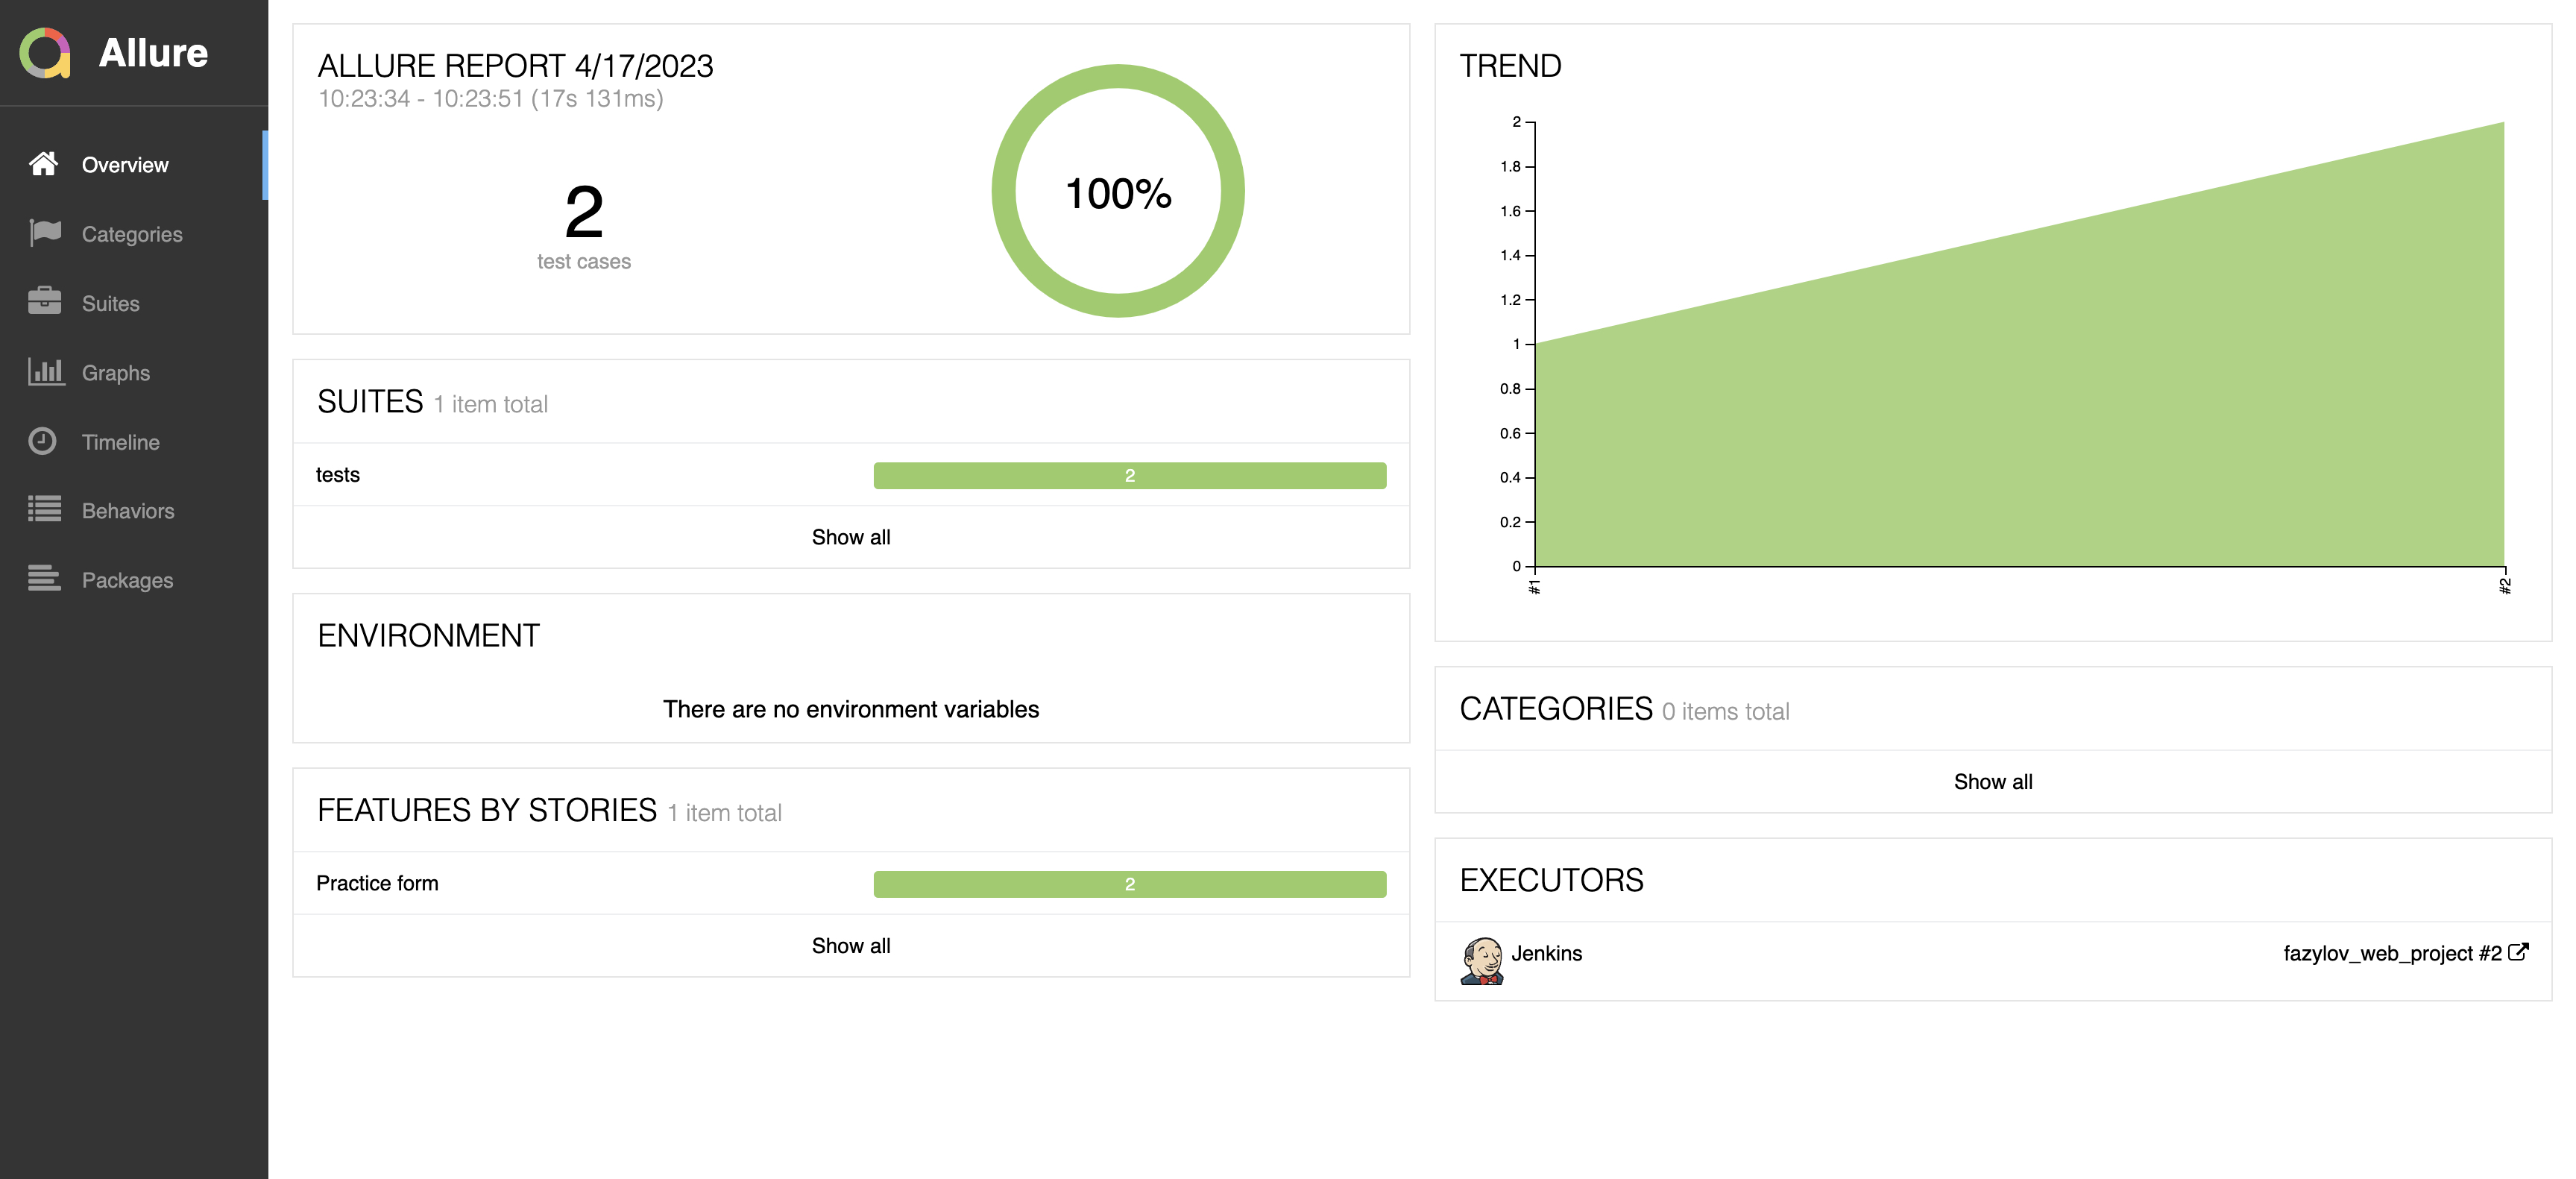 Allure
Overview
Categories
Suites
Graphs
Timeline
Behaviors
Packages
ALLURE REPORT 4/17/2023
10:23:34 - 10:23:51 (17s 131ms)
2
test cases
100%
SUITES 1 item total
tests 2
Show all
ENVIRONMENT
There are no environment variables
FEATURES BY STORIES 1 item total
Practice form 2
Show all
TREND
2
1.8
1.6
1.4
1.2
1
0.8
0.6
0.4
0.2
0
#1
#2
CATEGORIES 0 items total
Show all
EXECUTORS
Jenkins fazylov_web_project #2